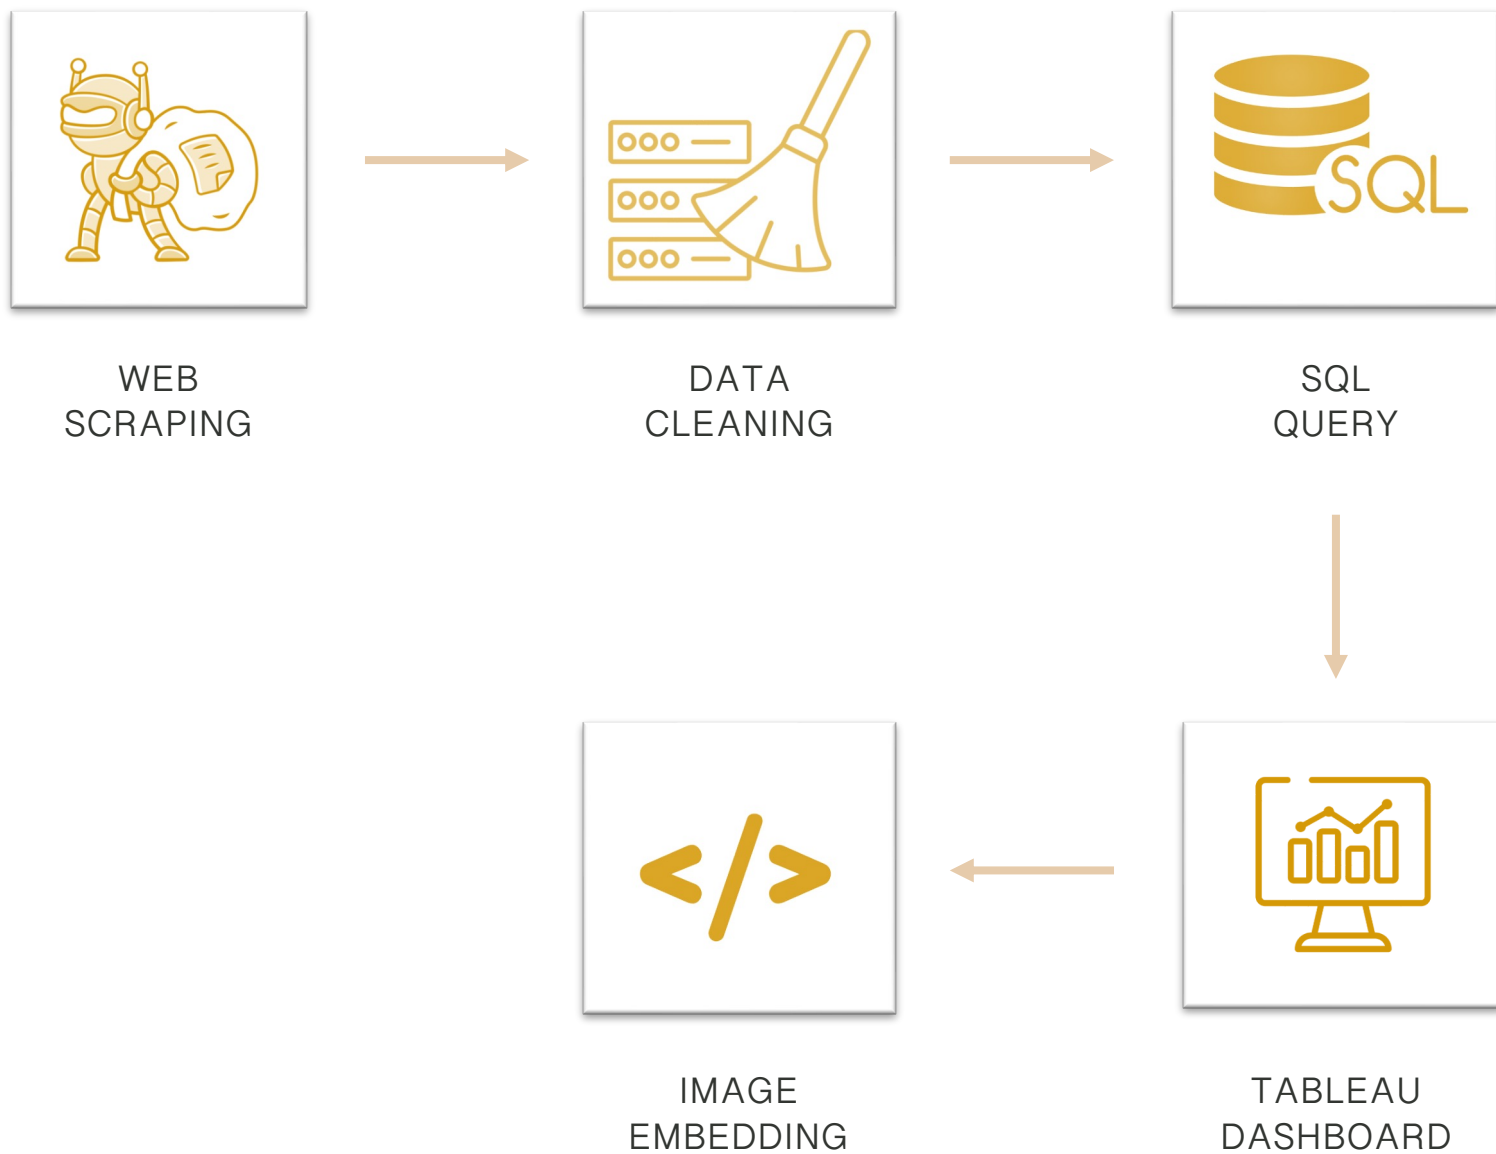 SQL
WEB
SCRAPING
DATA
CLEANING
SQL
QUERY
</>
IMAGE
EMBEDDING
TABLEAU
DASHBOARD